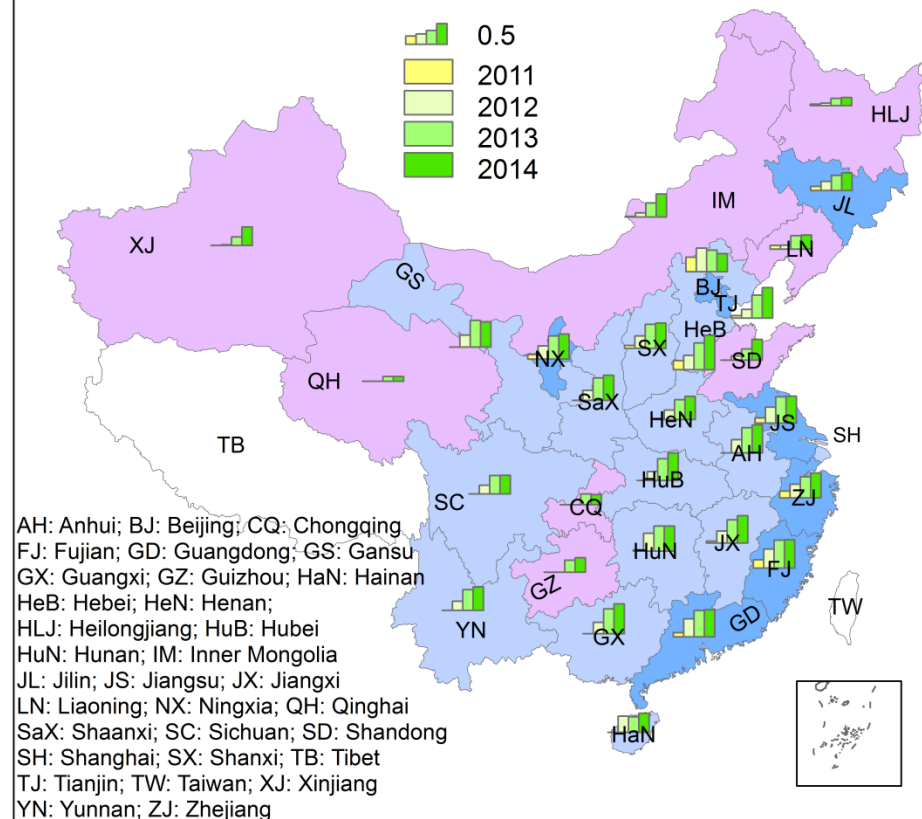 0.5
2011
2012
2013
2014
HLJ
IM
JL
XJ
LN
GS
BJ
TJ
HeB
SX
NX
SD
QH
SaX
HeN
JS
SH
TB
AH
HuB
SC
CQ
ZJ
HuN
JX
GZ
FJ
TW
GD
YN
GX
HaN
AH: Anhui; BJ: Beijing; CQ: Chongqing
FJ: Fujian; GD: Guangdong; GS: Gansu
GX: Guangxi; GZ: Guizhou; HaN: Hainan
HeB: Hebei; HeN: Henan;
HLJ: Heilongjiang; HuB: Hubei
HuN: Hunan; IM: Inner Mongolia
JL: Jilin; JS: Jiangsu; JX: Jiangxi
LN: Liaoning; NX: Ningxia; QH: Qinghai
SaX: Shaanxi; SC: Sichuan; SD: Shandong
SH: Shanghai; SX: Shanxi; TB: Tibet
TJ: Tianjin; TW: Taiwan; XJ: Xinjiang
YN: Yunnan; ZJ: Zhejiang